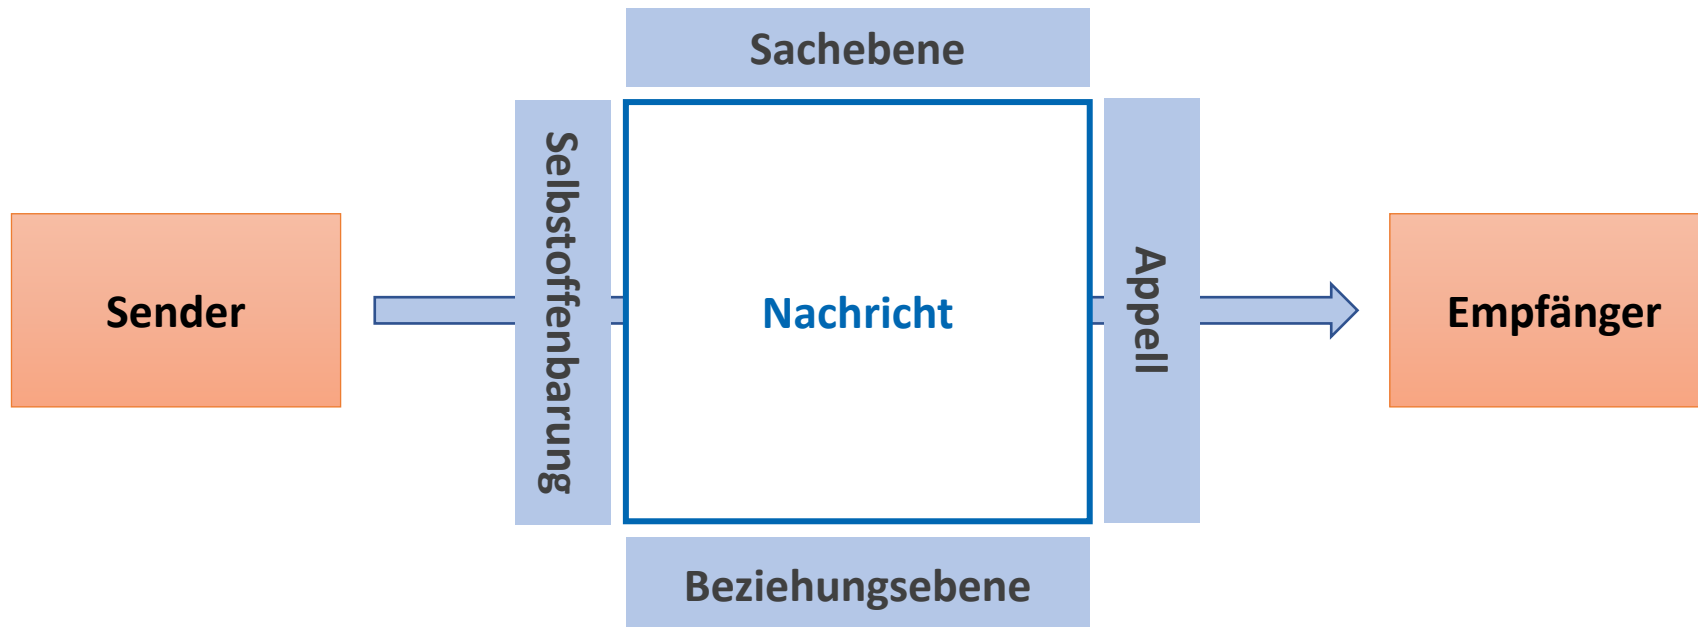 Sachebene
Selbstoffenbarung
Sender
Nachricht
Appell
Empfänger
Beziehungsebene